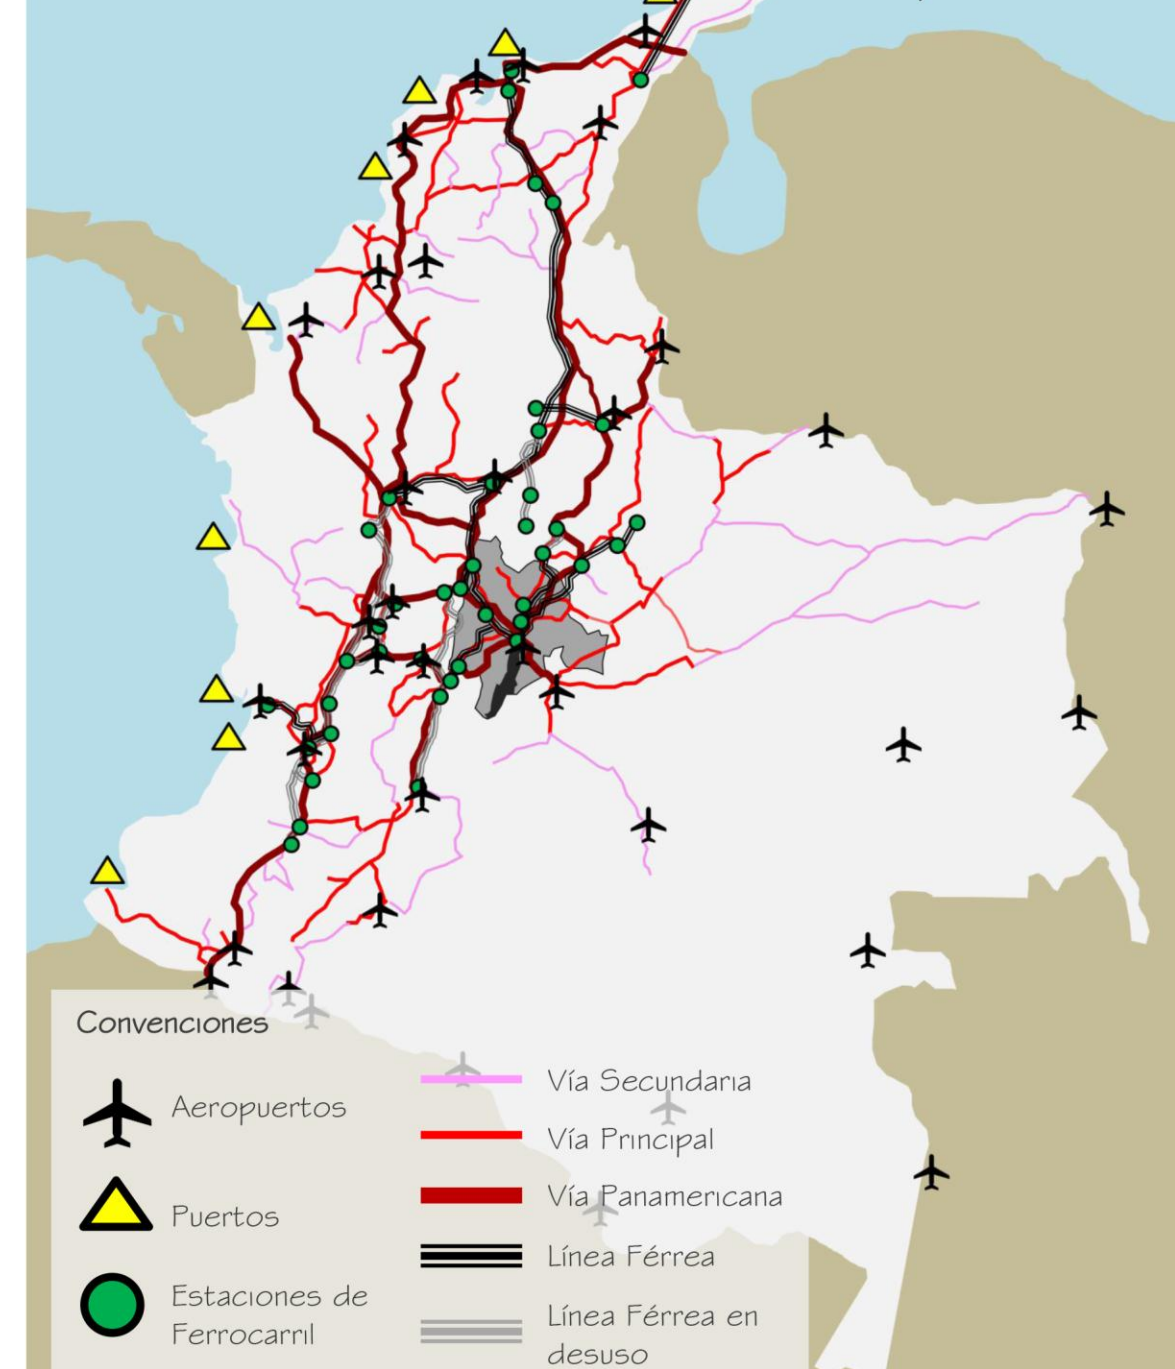 Convenciones
Aeropuertos
Puertos
Estaciones de
Ferrocarril
Vía Secundaria
Vía Principal
Vía Panamericana
Línea Férrea
Línea Férrea en
desuso